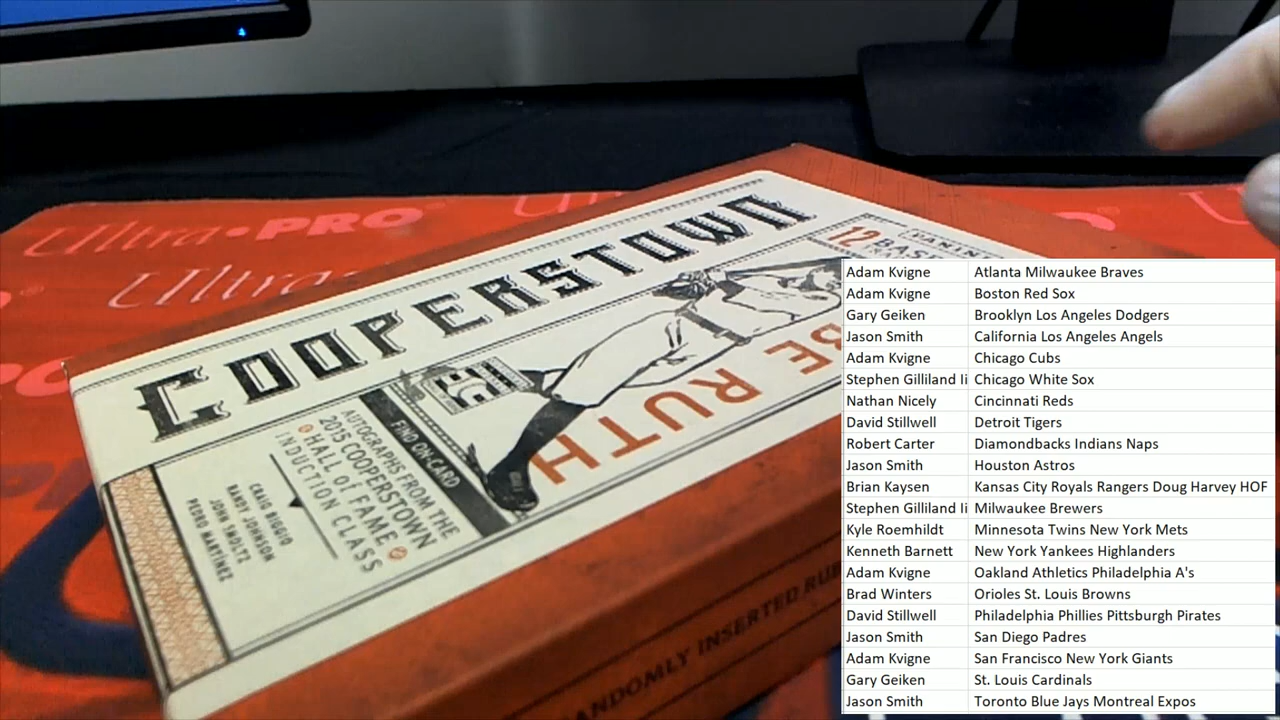 Ultra•PRO®
Ultra
COOPERSTOWN
12 BASE
PANINI
BE RUTH
FIND ON-CARD
AUTOGRAPHS FROM THE
2015 COOPERSTOWN
HALL of FAME
INDUCTION CLASS
CRAIG BIGGIO
RANDY JOHNSON
JOHN SMOLTZ
PEDRO MARTINEZ
RANDOMLY INSERTED
Adam Kvigne Atlanta Milwaukee Braves
Adam Kvigne Boston Red Sox
Gary Geiken Brooklyn Los Angeles Dodgers
Jason Smith California Los Angeles Angels
Adam Kvigne Chicago Cubs
Stephen Gilliland Ii Chicago White Sox
Nathan Nicely Cincinnati Reds
David Stillwell Detroit Tigers
Robert Carter Diamondbacks Indians Naps
Jason Smith Houston Astros
Brian Kaysen Kansas City Royals Rangers Doug Harvey HOF
Stephen Gilliland Ii Milwaukee Brewers
Kyle Roemhildt Minnesota Twins New York Mets
Kenneth Barnett New York Yankees Highlanders
Adam Kvigne Oakland Athletics Philadelphia A's
Brad Winters Orioles St. Louis Browns
David Stillwell Philadelphia Phillies Pittsburgh Pirates
Jason Smith San Diego Padres
Adam Kvigne San Francisco New York Giants
Gary Geiken St. Louis Cardinals
Jason Smith Toronto Blue Jays Montreal Expos